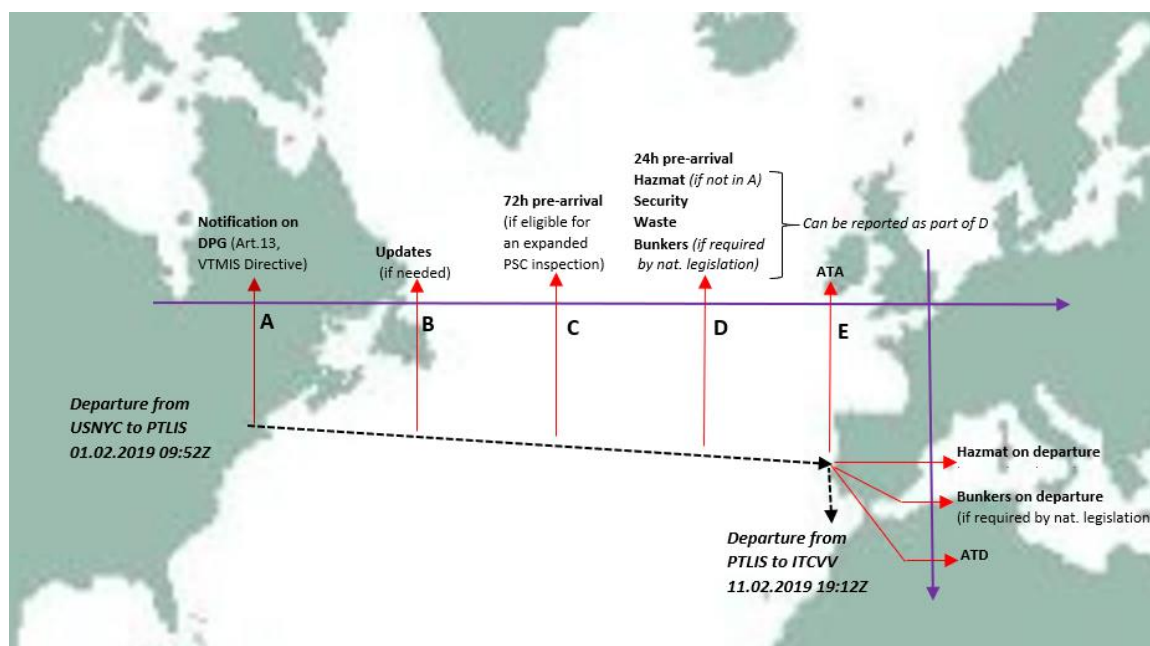 Notification on
DPG (Art.13,
VTMIS Directive)
Updates
(if needed)
72h pre-arrival
(if eligible for
an expanded
PSC inspection)
24h pre-arrival
Hazmat (if not in A)
Security
Waste
Bunkers (if required
by nat. legislation)
Can be reported as part of D
ATA
A
B
C
D
E
Departure from
USNYC to PTLIS
01.02.2019 09:52Z
Hazmat on departure
Bunkers on departure
(if required by nat. legislation
ATD
Departure from
PTLIS to ITCVV
11.02.2019 19:12Z